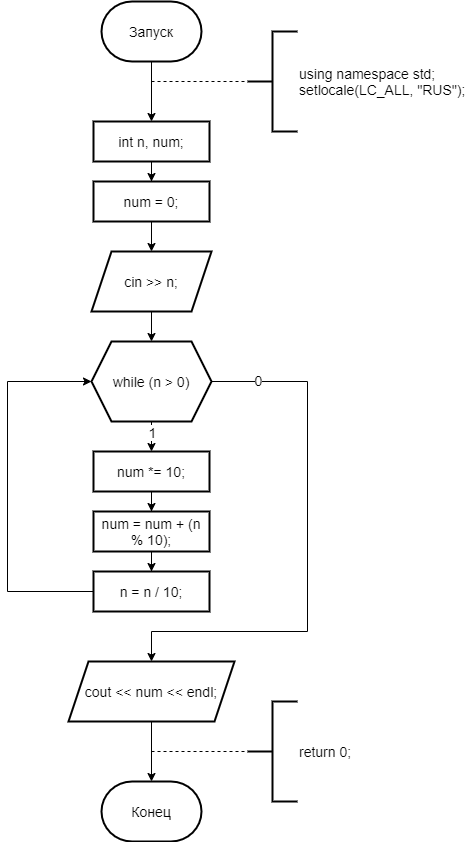 Запуск
using namespace std;
setlocale(LC_ALL, "RUS");
int n, num;
num = 0;
cin >> n;
while (n > 0)
0
1
num *= 10;
num = num + (n
% 10);
n = n / 10;
cout << num << endl;
return 0;
Конец